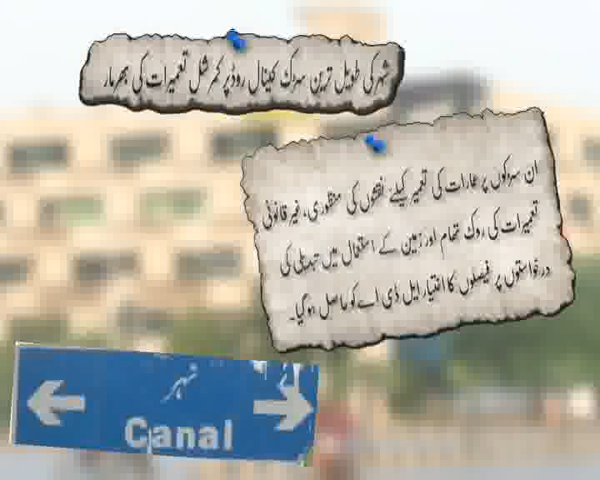 شہر کی طویل ترین سڑک کینال روڈ پر کمرشل تعمیرات کی بھرمار
ان سڑکوں پر عمارات کی تعمیر کیلئے نقشوں کی منظوری، غیر قانونی
تعمیرات کی روک تھام اور زمین کے استعمال میں تبدیلی کی
درخواستوں پر فیصلوں کا اختیار ایل ڈی اے کو حاصل ہوگیا۔
نہر
Canal